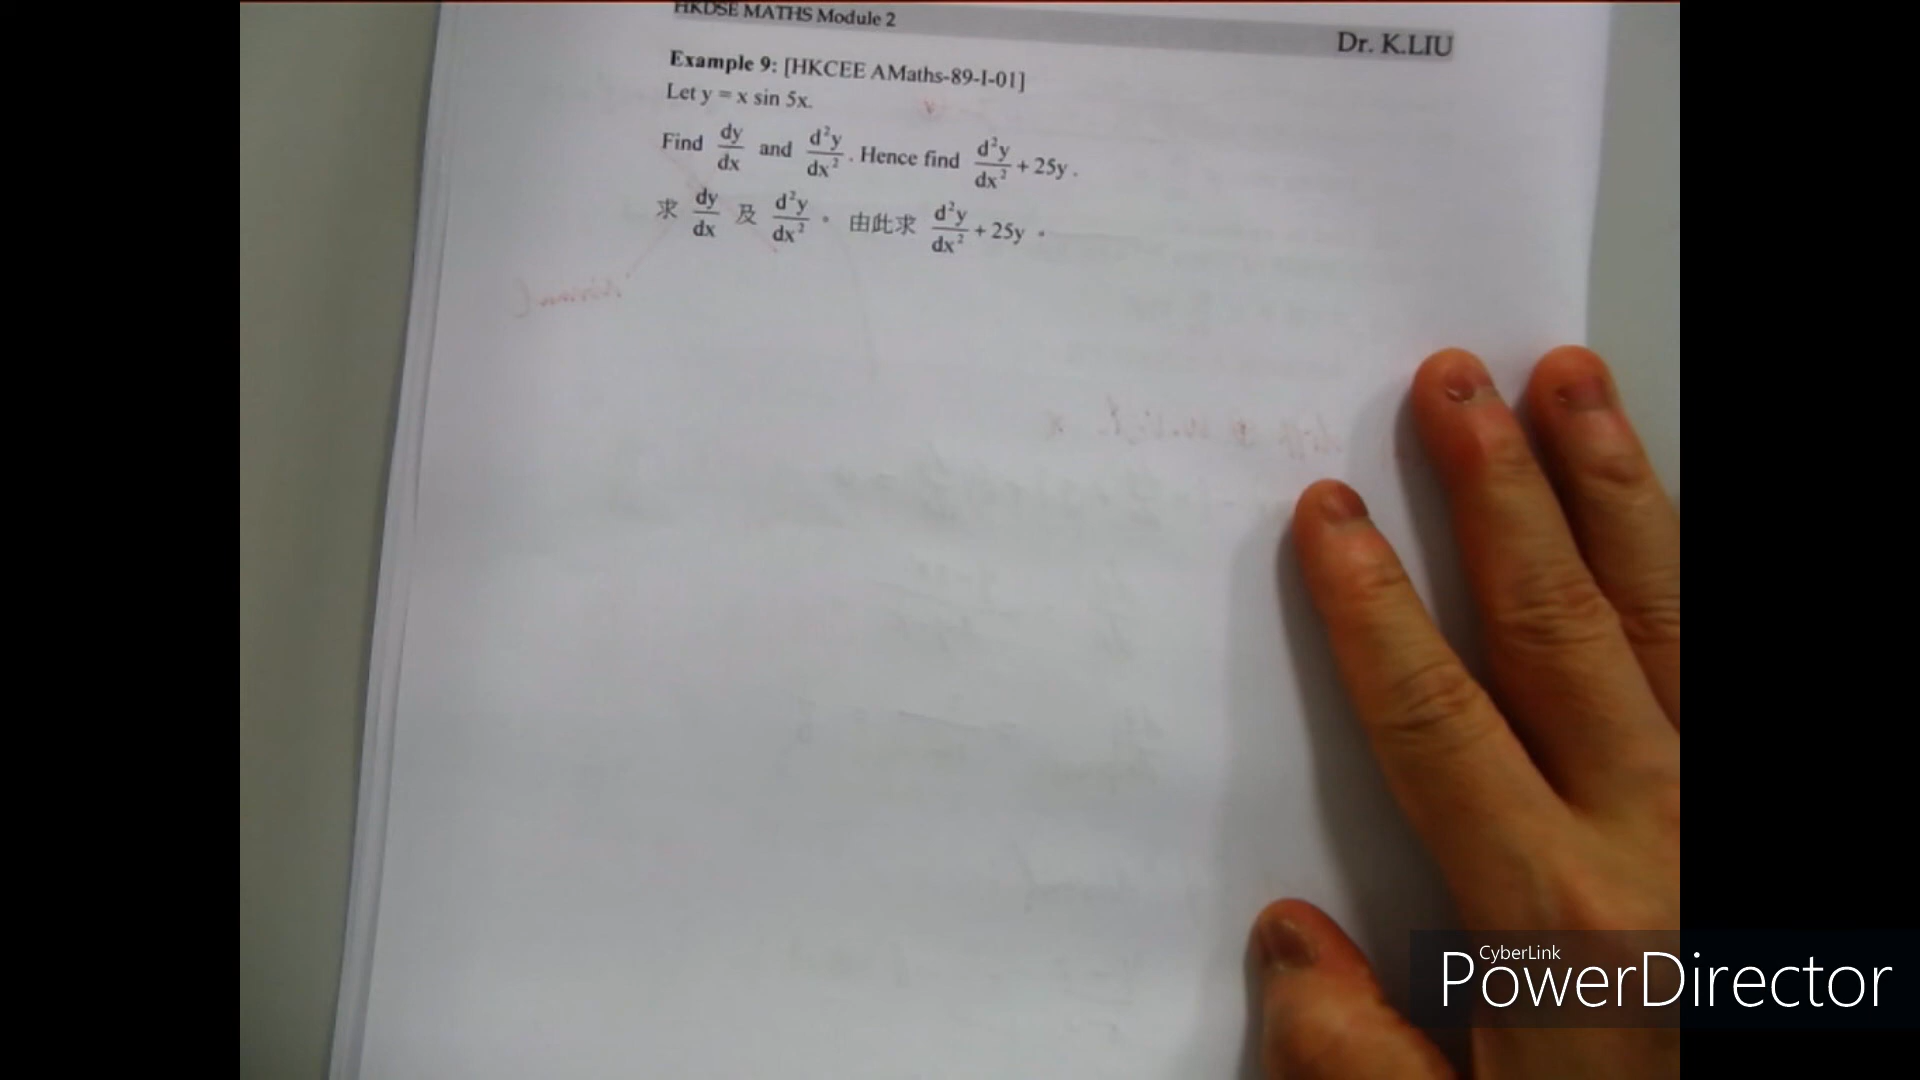 HKDSE MATHS Module 2
Dr. K.LIU
Example 9: [HKCEE AMaths-89-I-01]
Let y = x sin 5x.
Find dy/dx and d²y/dx². Hence find d²y/dx² + 25y.
求 dy/dx 及 d²y/dx²。由此求 d²y/dx² + 25y。
CyberLink
PowerDirector